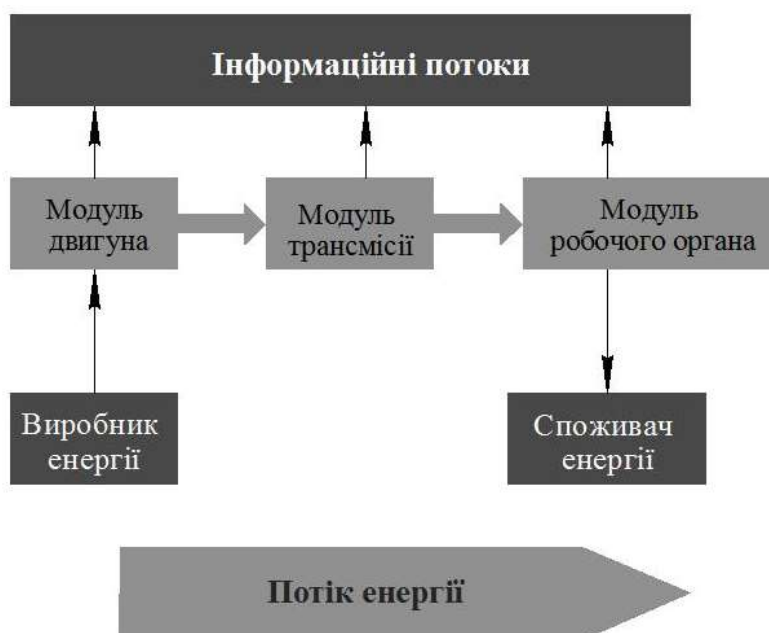 Інформаційні потоки
Модуль
двигуна
Модуль
трансмісії
Модуль
робочого органа
Виробник
енергії
Споживач
енергії
Потік енергії